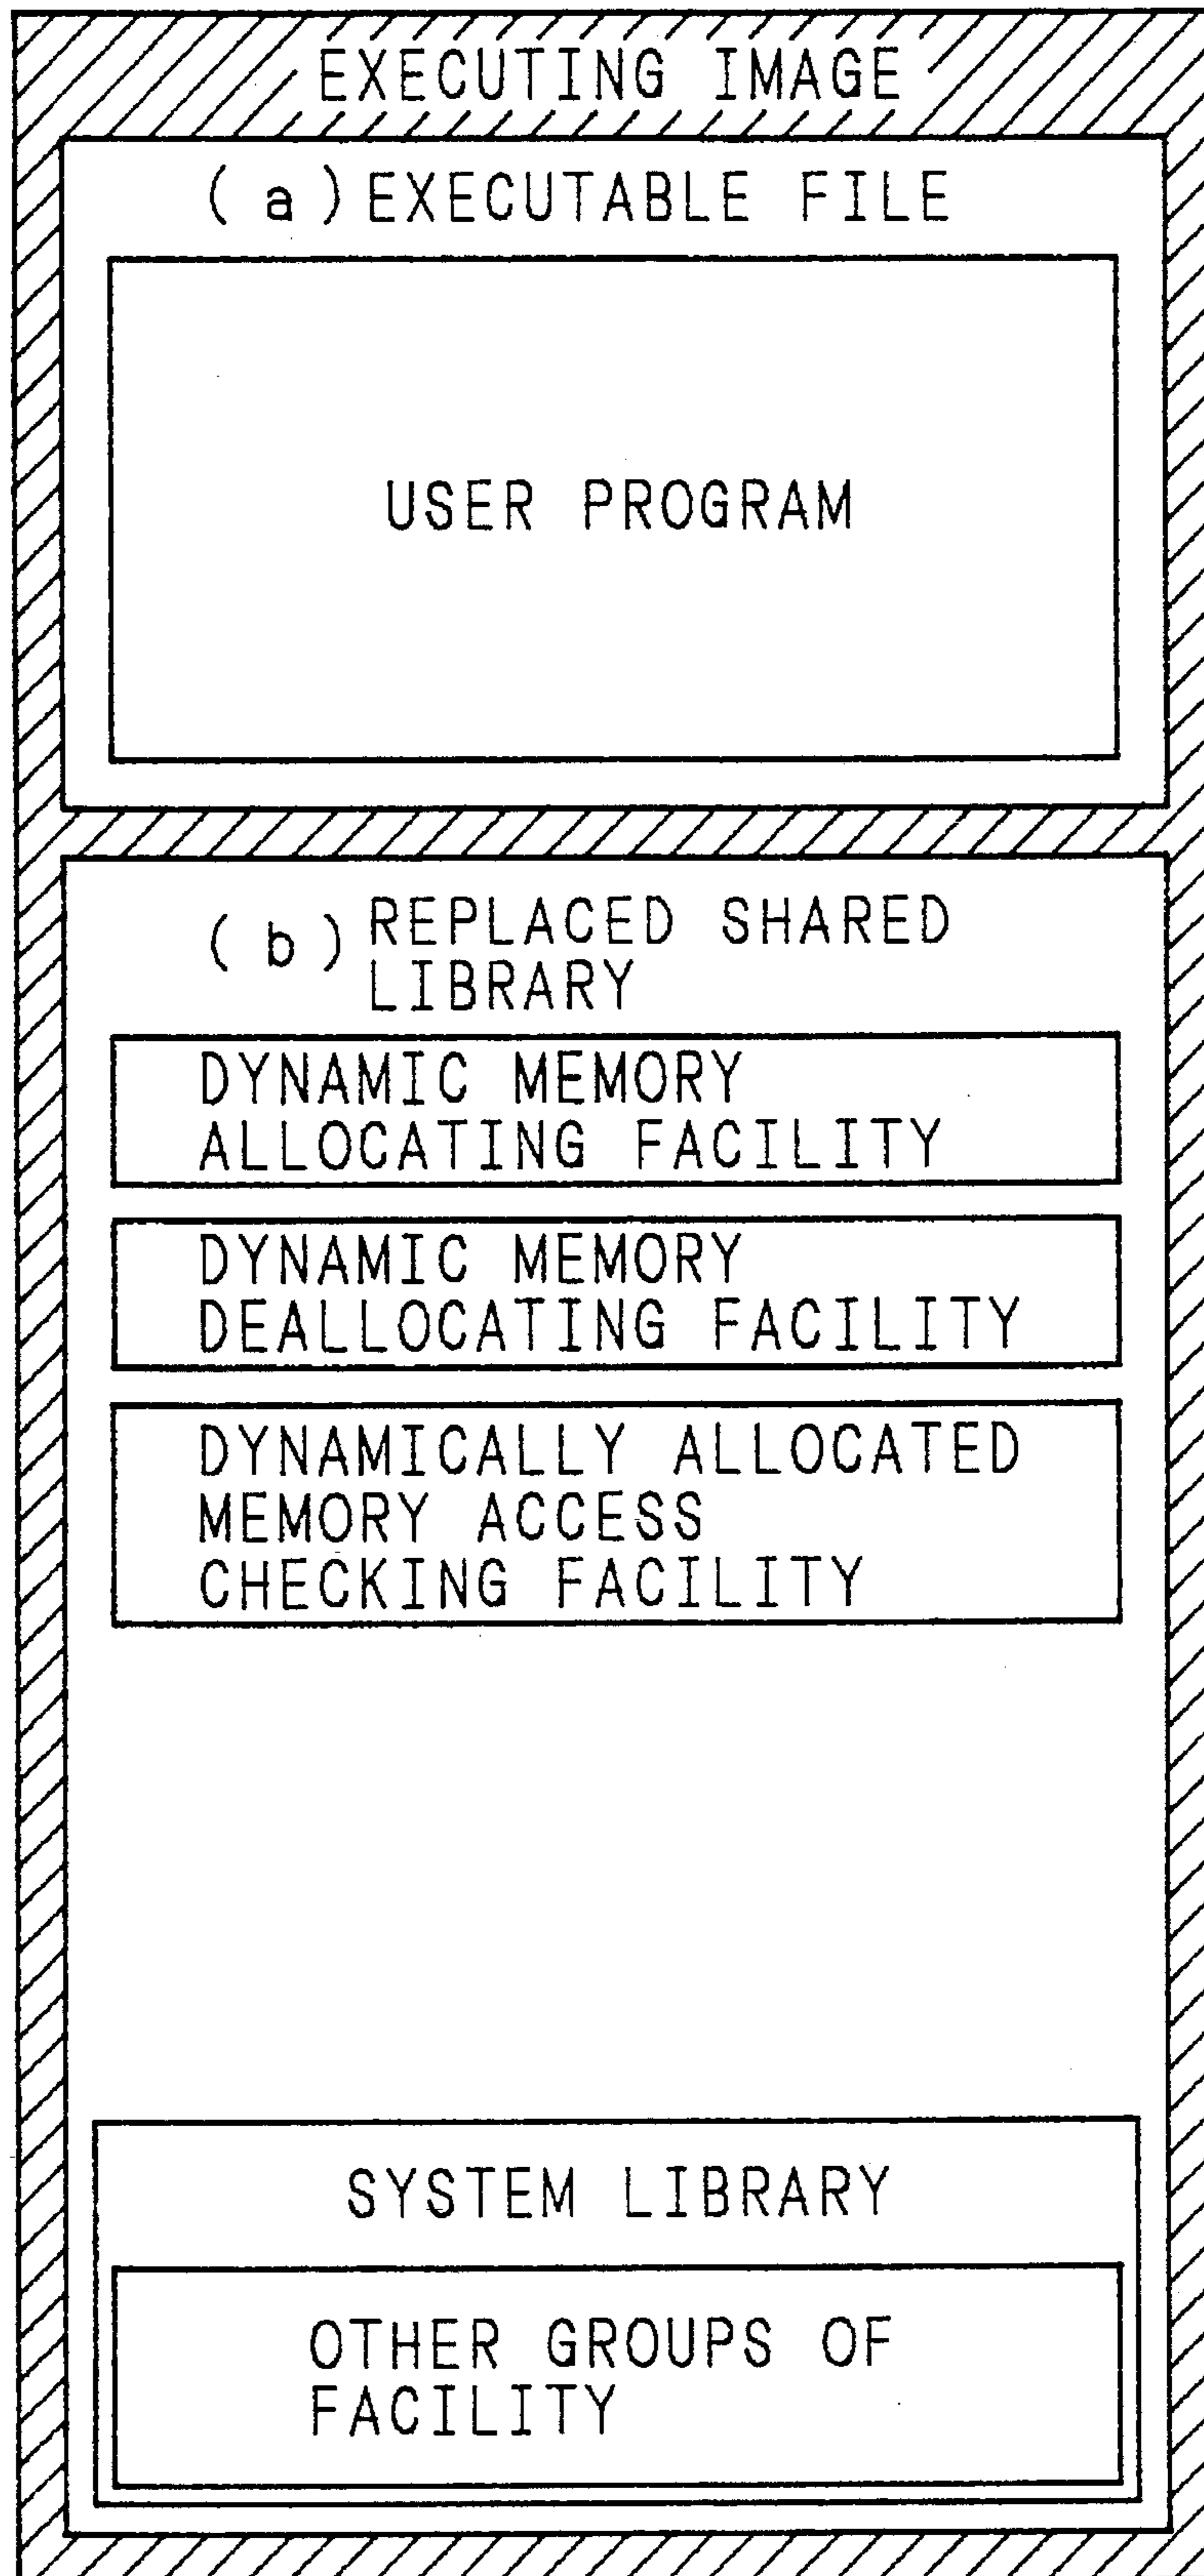 EXECUTING IMAGE
(a) EXECUTABLE FILE
USER PROGRAM
(b) REPLACED SHARED
LIBRARY
DYNAMIC MEMORY
ALLOCATING FACILITY
DYNAMIC MEMORY
DEALLOCATING FACILITY
DYNAMICALLY ALLOCATED
MEMORY ACCESS
CHECKING FACILITY
SYSTEM LIBRARY
OTHER GROUPS OF
FACILITY